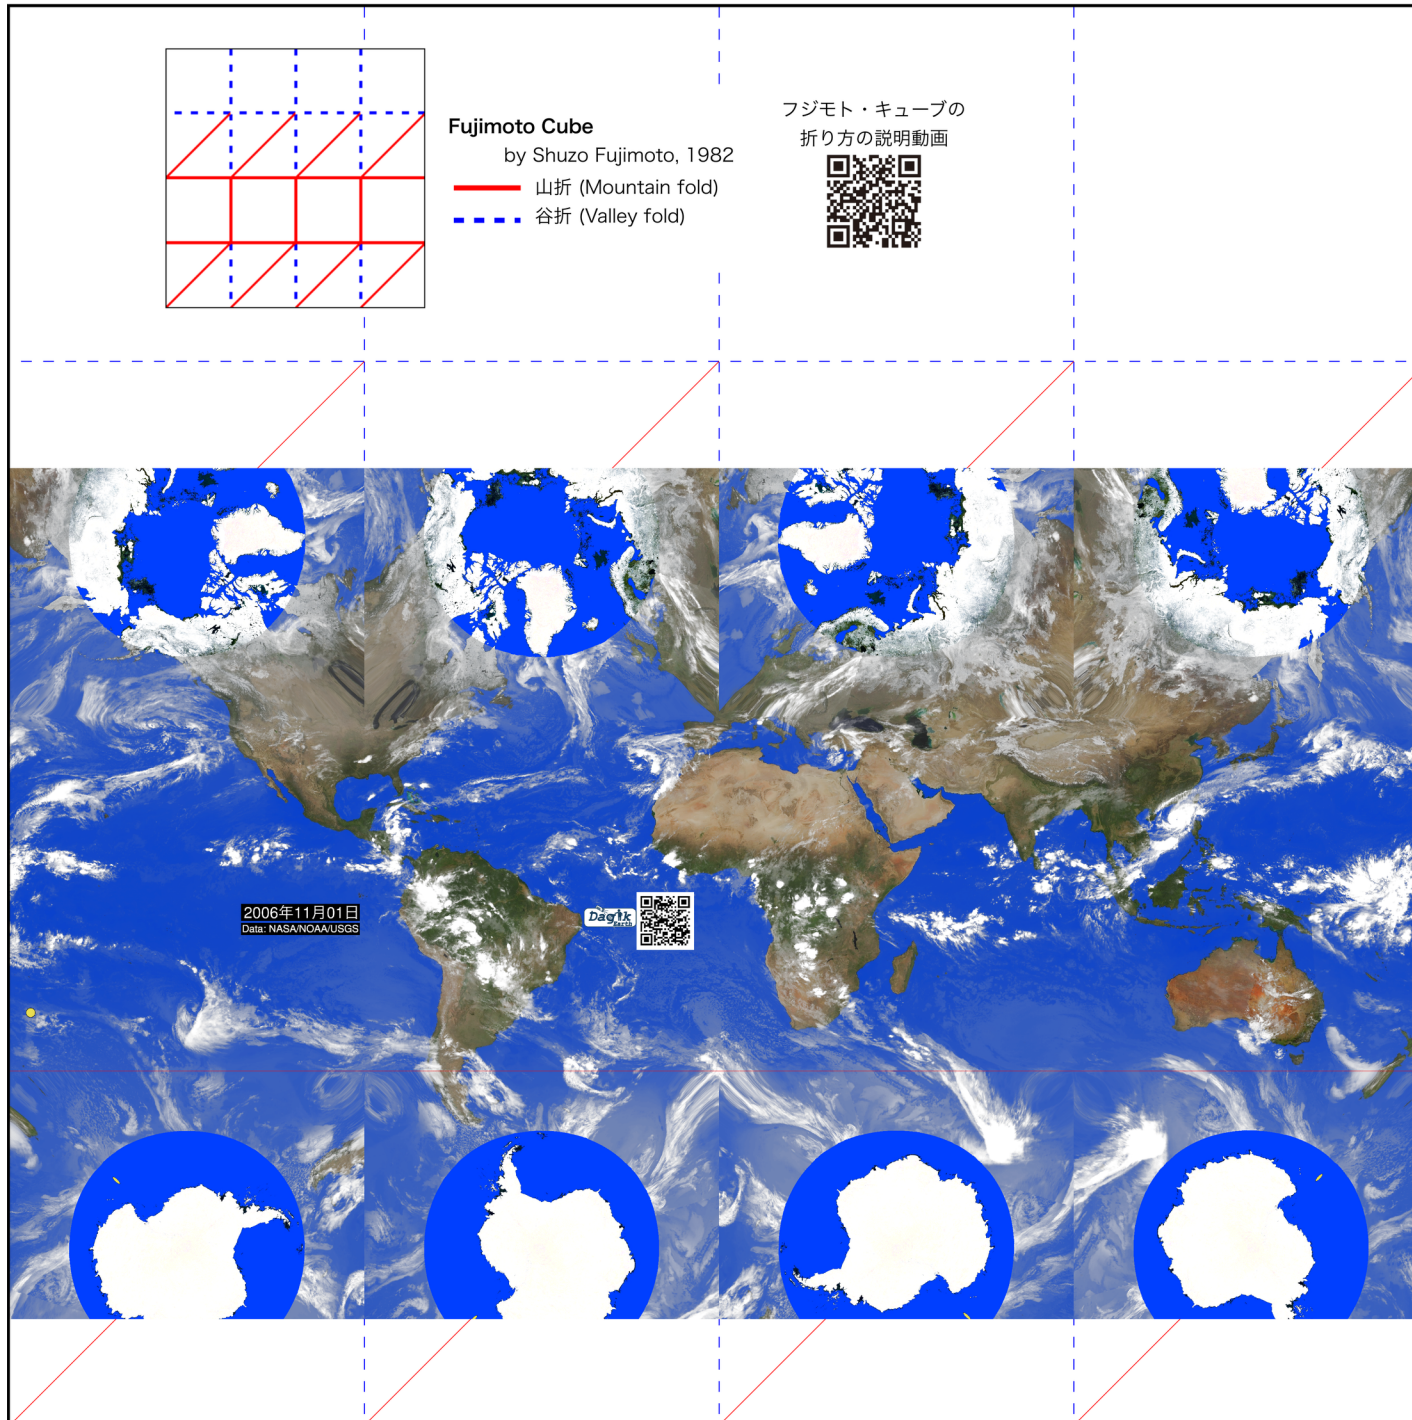 Fujimoto Cube
by Shuzo Fujimoto, 1982
山折 (Mountain fold)
谷折 (Valley fold)
フジモト・キューブの
折り方の説明動画
2006年11月01日
Data: NASA/NOAA/USGS
Dagik
Earth